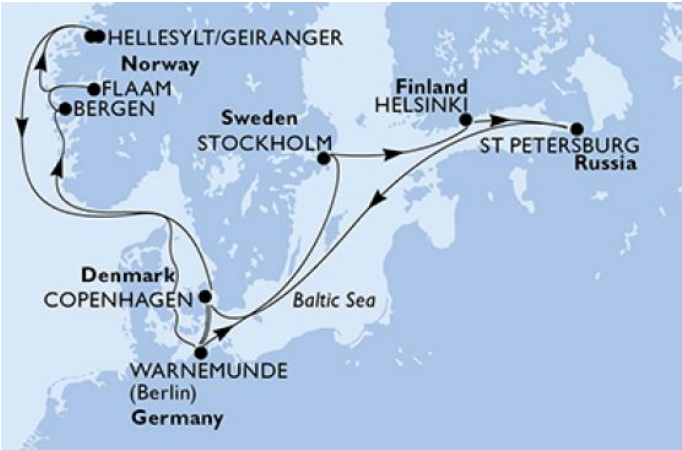 HELLESYLT/GEIRANGER
Norway
FLAAM
BERGEN
Finland
HELSINKI
Sweden
STOCKHOLM
ST PETERSBURG
Russia
Denmark
COPENHAGEN
Baltic Sea
WARNEMUNDE
(Berlin)
Germany